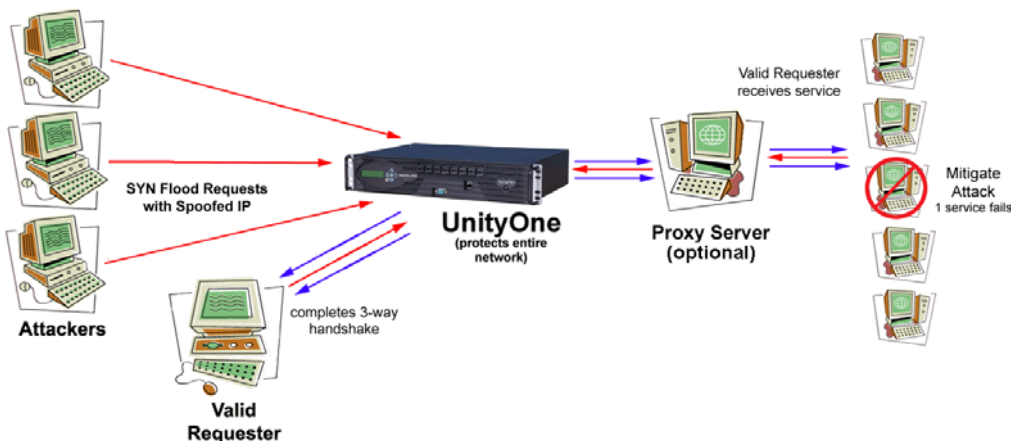 SYN Flood Requests
with Spoofed IP
Attackers
Valid
Requester
completes 3-way
handshake
UnityOne
(protects entire
network)
Proxy Server
(optional)
Valid Requester
receives service
Mitigate
Attack
1 service fails